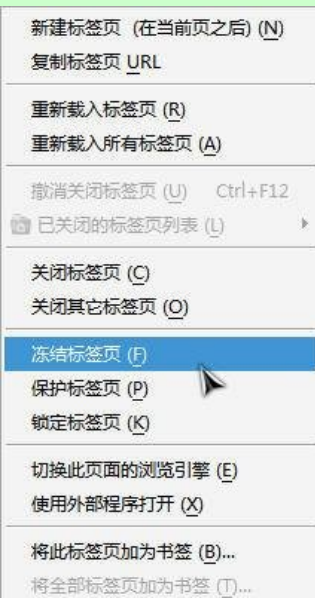 新建标签页 (在当前页之后) (N)
复制标签页 URL
重新载入标签页 (R)
重新载入所有标签页 (A)
撤消关闭标签页 (U) Ctrl+F12
已关闭的标签页列表 (L)
关闭标签页 (C)
关闭其它标签页 (O)
冻结标签页 (F)
保护标签页 (P)
锁定标签页 (K)
切换此页面的浏览引擎 (E)
使用外部程序打开 (X)
将此标签页加为书签 (B)...
将全部标签页加为书签 (T)...